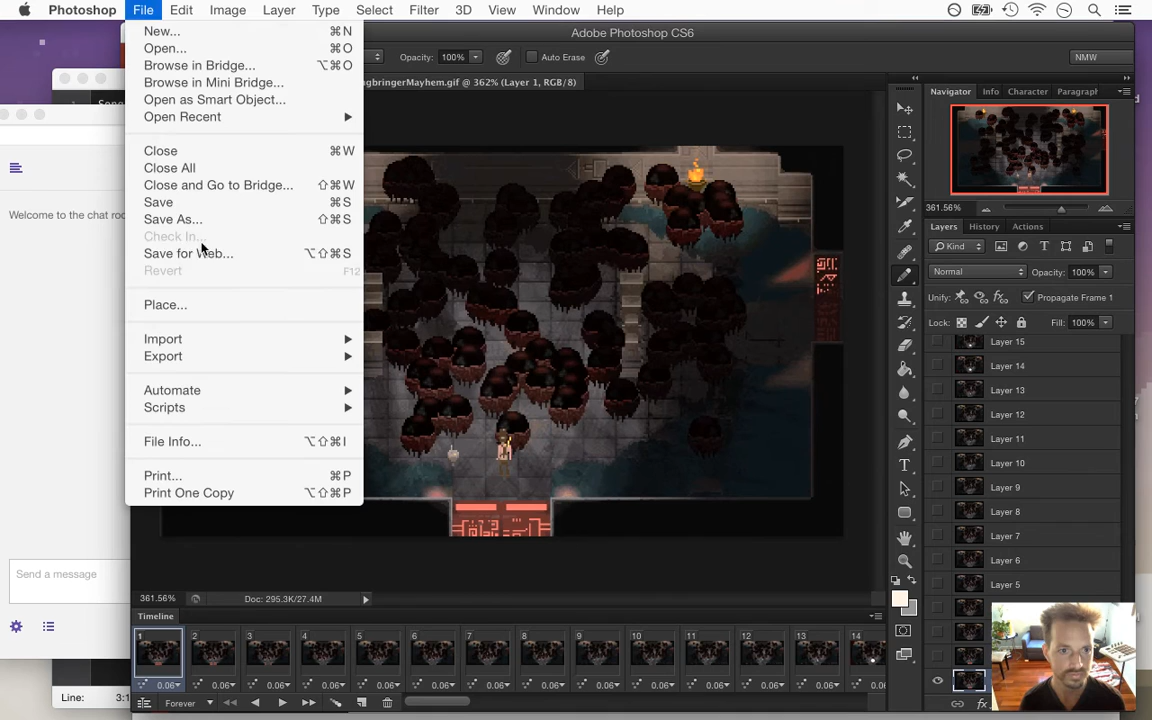 Photoshop File Edit Image Layer Type Select Filter 3D View Window Help
Adobe Photoshop CS6
Opacity: 100% Auto Erase NMW
ngbringerMayhem.gif @ 362% (Layer 1, RGB/8)
New... ⌘N
Open... ⌘O
Browse in Bridge... ⌥⌘O
Browse in Mini Bridge...
Open as Smart Object...
Open Recent
Close ⌘W
Close All
Close and Go to Bridge... ⇧⌘W
Save ⌘S
Save As... ⇧⌘S
Check In...
Save for Web... ⌥⇧⌘S
Revert F12
Place...
Import
Export
Automate
Scripts
File Info... ⌥⇧⌘I
Print... ⌘P
Print One Copy ⌥⇧⌘P
Welcome to the chat roo
Send a message
Line: 3:1
Navigator Info Character Paragraph
361.56%
Layers History Actions
Kind
Normal Opacity: 100%
Unify: Propagate Frame 1
Lock: Fill: 100%
Layer 15
Layer 14
Layer 13
Layer 12
Layer 11
Layer 10
Layer 9
Layer 8
Layer 7
Layer 6
Layer 5
361.56% Doc: 295.3K/27.4M
Timeline
1 2 3 4 5 6 7 8 9 10 11 12 13 14
0.06 0.06 0.06 0.06 0.06 0.06 0.06 0.06 0.06 0.06 0.06 0.06 0.06 0.06
Forever
fx